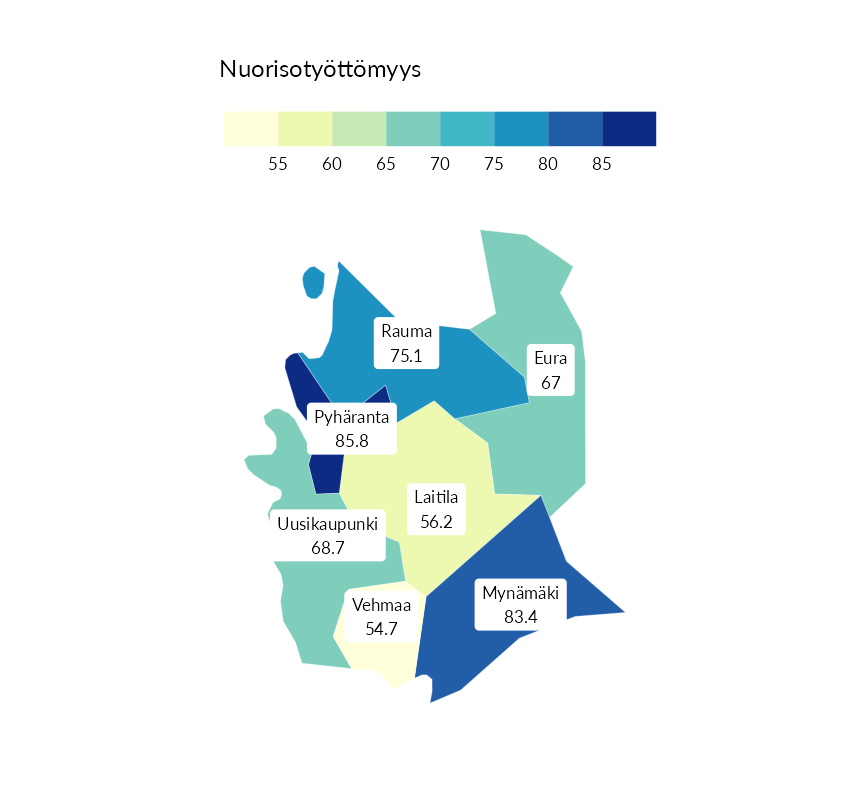 Nuorisotyöttömyys
55 60 65 70 75 80 85
Rauma
75.1
Eura
67
Pyhäranta
85.8
Laitila
56.2
Uusikaupunki
68.7
Mynämäki
83.4
Vehmaa
54.7